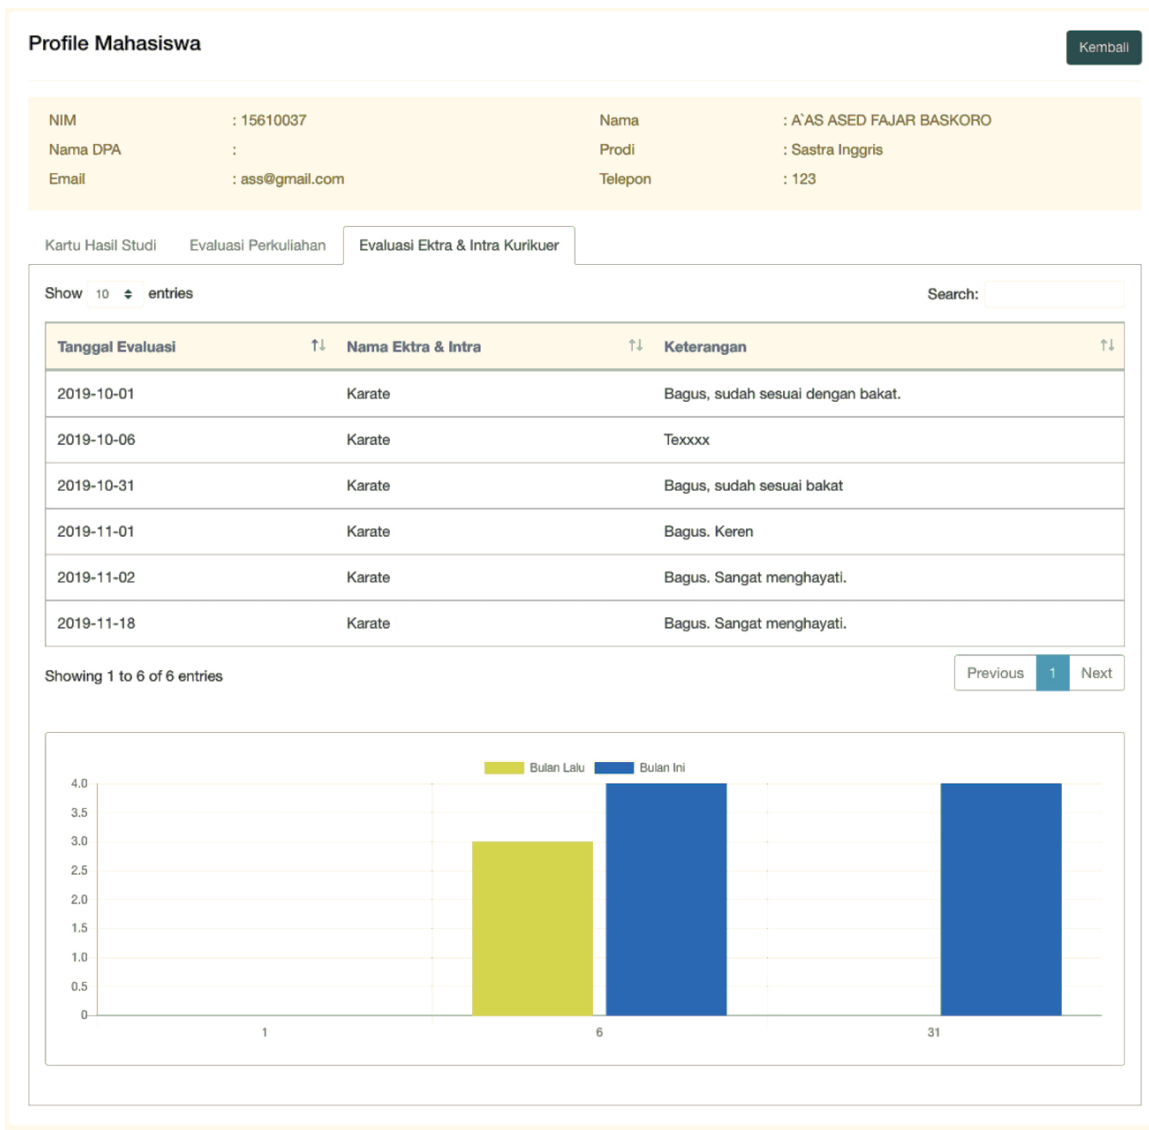 Profile Mahasiswa
Kembali
NIM : 15610037 Nama : A`AS ASED FAJAR BASKORO
Nama DPA : Prodi : Sastra Inggris
Email : ass@gmail.com Telepon : 123
Kartu Hasil Studi Evaluasi Perkuliahan Evaluasi Ektra & Intra Kurikuer
Show 10 entries Search:
Tanggal Evaluasi Nama Ektra & Intra Keterangan
2019-10-01 Karate Bagus, sudah sesuai dengan bakat.
2019-10-06 Karate Texxxx
2019-10-31 Karate Bagus, sudah sesuai bakat
2019-11-01 Karate Bagus. Keren
2019-11-02 Karate Bagus. Sangat menghayati.
2019-11-18 Karate Bagus. Sangat menghayati.
Showing 1 to 6 of 6 entries Previous 1 Next
Bulan Lalu Bulan Ini
4.0
3.5
3.0
2.5
2.0
1.5
1.0
0.5
0
1 6 31